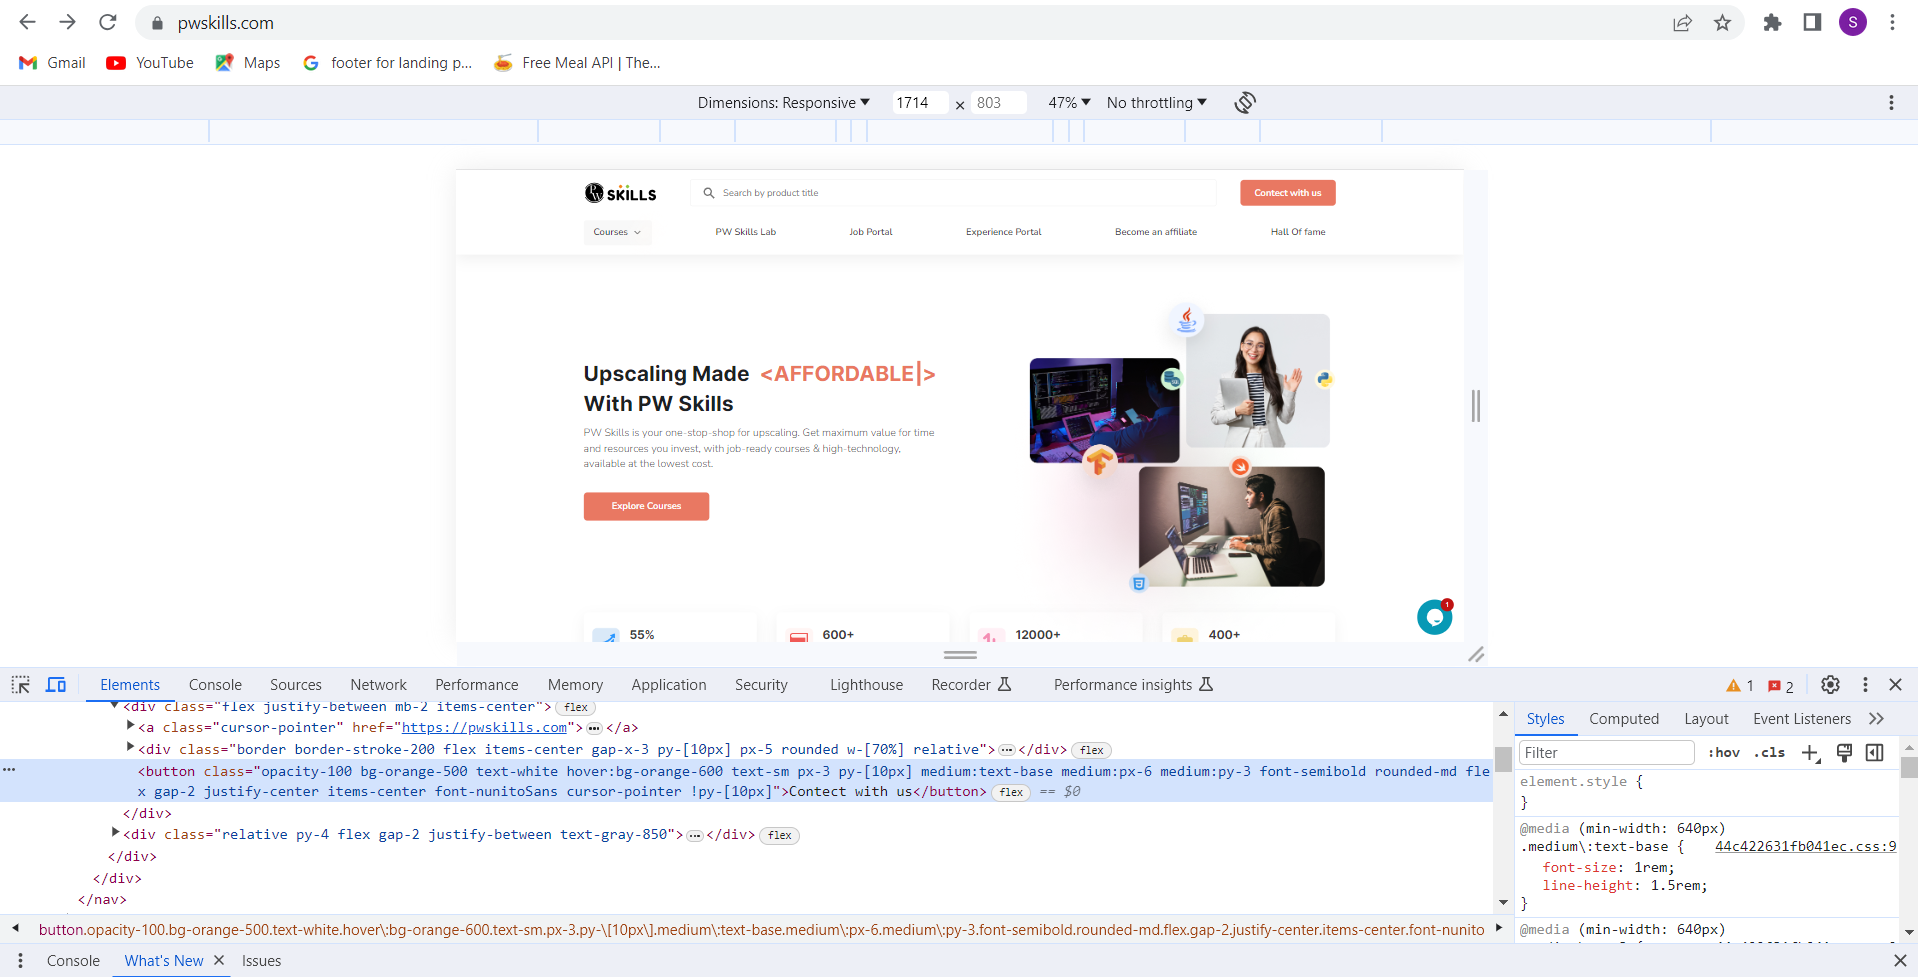 pwskills.com
S
Gmail YouTube Maps footer for landing p... Free Meal API | The...
Dimensions: Responsive 1714 × 803 47% No throttling
PW SKILLS Search by product title Contect with us
Courses PW Skills Lab Job Portal Experience Portal Become an affiliate Hall Of fame
Upscaling Made <AFFORDABLE|>
With PW Skills
PW Skills is your one-stop-shop for upscaling. Get maximum value for time
and resources you invest, with job-ready courses & high-technology,
available at the lowest cost.
Explore Courses
1
55% 600+ 12000+ 400+
Elements Console Sources Network Performance Memory Application Security Lighthouse Recorder Performance insights 1 2
<div class="flex justify-between mb-2 items-center"> flex
<a class="cursor-pointer" href="https://pwskills.com"> ••• </a>
<div class="border border-stroke-200 flex items-center gap-x-3 py-[10px] px-5 rounded w-[70%] relative"> ••• </div> flex
<button class="opacity-100 bg-orange-500 text-white hover:bg-orange-600 text-sm px-3 py-[10px] medium:text-base medium:px-6 medium:py-3 font-semibold rounded-md fle
x gap-2 justify-center items-center font-nunitoSans cursor-pointer !py-[10px]">Contect with us</button> flex == $0
</div>
<div class="relative py-4 flex gap-2 justify-between text-gray-850"> ••• </div> flex
</div>
</div>
</nav>
button.opacity-100.bg-orange-500.text-white.hover\:bg-orange-600.text-sm.px-3.py-\[10px\].medium\:text-base.medium\:px-6.medium\:py-3.font-semibold.rounded-md.flex.gap-2.justify-center.items-center.font-nunito
Styles Computed Layout Event Listeners
Filter :hov .cls
element.style {
}
@media (min-width: 640px)
.medium\:text-base { 44c422631fb041ec.css:9
font-size: 1rem;
line-height: 1.5rem;
}
@media (min-width: 640px)
Console What's New Issues